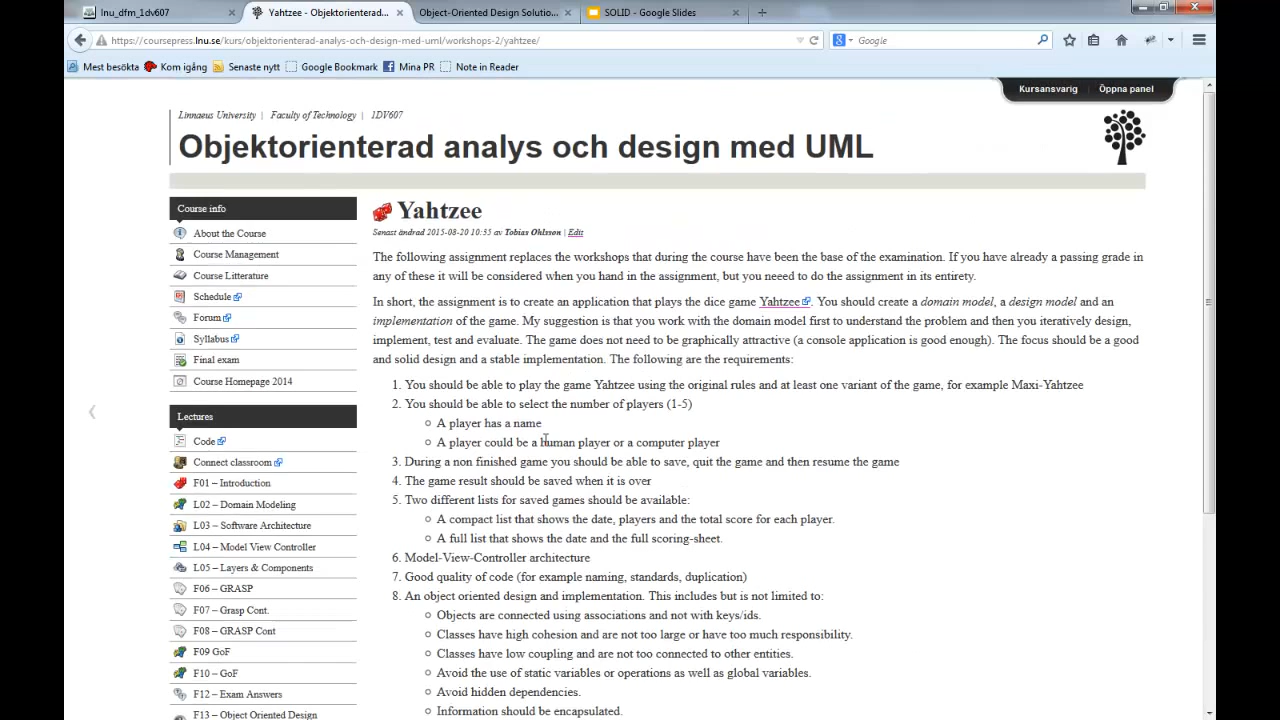 lnu_dfm_1dv607
Yahtzee - Objektorienterad...
Object-Oriented Design Solutio...
SOLID - Google Slides
https://coursepress.lnu.se/kurs/objektorienterad-analys-och-design-med-uml/workshops-2/yahtzee/
Google
Mest besökta
Kom igång
Senaste nytt
Google Bookmark
Mina PR
Note in Reader
Kursansvarig
Öppna panel
Linnaeus University | Faculty of Technology | 1DV607
Objektorienterad analys och design med UML
Course info
About the Course
Course Management
Course Litterature
Schedule
Forum
Syllabus
Final exam
Course Homepage 2014
Lectures
Code
Connect classroom
F01 – Introduction
L02 – Domain Modeling
L03 – Software Architecture
L04 – Model View Controller
L05 – Layers & Components
F06 – GRASP
F07 – Grasp Cont.
F08 – GRASP Cont
F09 GoF
F10 – GoF
F12 – Exam Answers
F13 – Object Oriented Design
Yahtzee
Senast ändrad 2015-08-20 10:35 av Tobias Ohlsson | Edit
The following assignment replaces the workshops that during the course have been the base of the examination. If you have already a passing grade in
any of these it will be considered when you hand in the assignment, but you neeed to do the assignment in its entirety.
In short, the assignment is to create an application that plays the dice game Yahtzee. You should create a domain model, a design model and an
implementation of the game. My suggestion is that you work with the domain model first to understand the problem and then you iteratively design,
implement, test and evaluate. The game does not need to be graphically attractive (a console application is good enough). The focus should be a good
and solid design and a stable implementation. The following are the requirements:
1. You should be able to play the game Yahtzee using the original rules and at least one variant of the game, for example Maxi-Yahtzee
2. You should be able to select the number of players (1-5)
A player has a name
A player could be a human player or a computer player
3. During a non finished game you should be able to save, quit the game and then resume the game
4. The game result should be saved when it is over
5. Two different lists for saved games should be available:
A compact list that shows the date, players and the total score for each player.
A full list that shows the date and the full scoring-sheet.
6. Model-View-Controller architecture
7. Good quality of code (for example naming, standards, duplication)
8. An object oriented design and implementation. This includes but is not limited to:
Objects are connected using associations and not with keys/ids.
Classes have high cohesion and are not too large or have too much responsibility.
Classes have low coupling and are not too connected to other entities.
Avoid the use of static variables or operations as well as global variables.
Avoid hidden dependencies.
Information should be encapsulated.